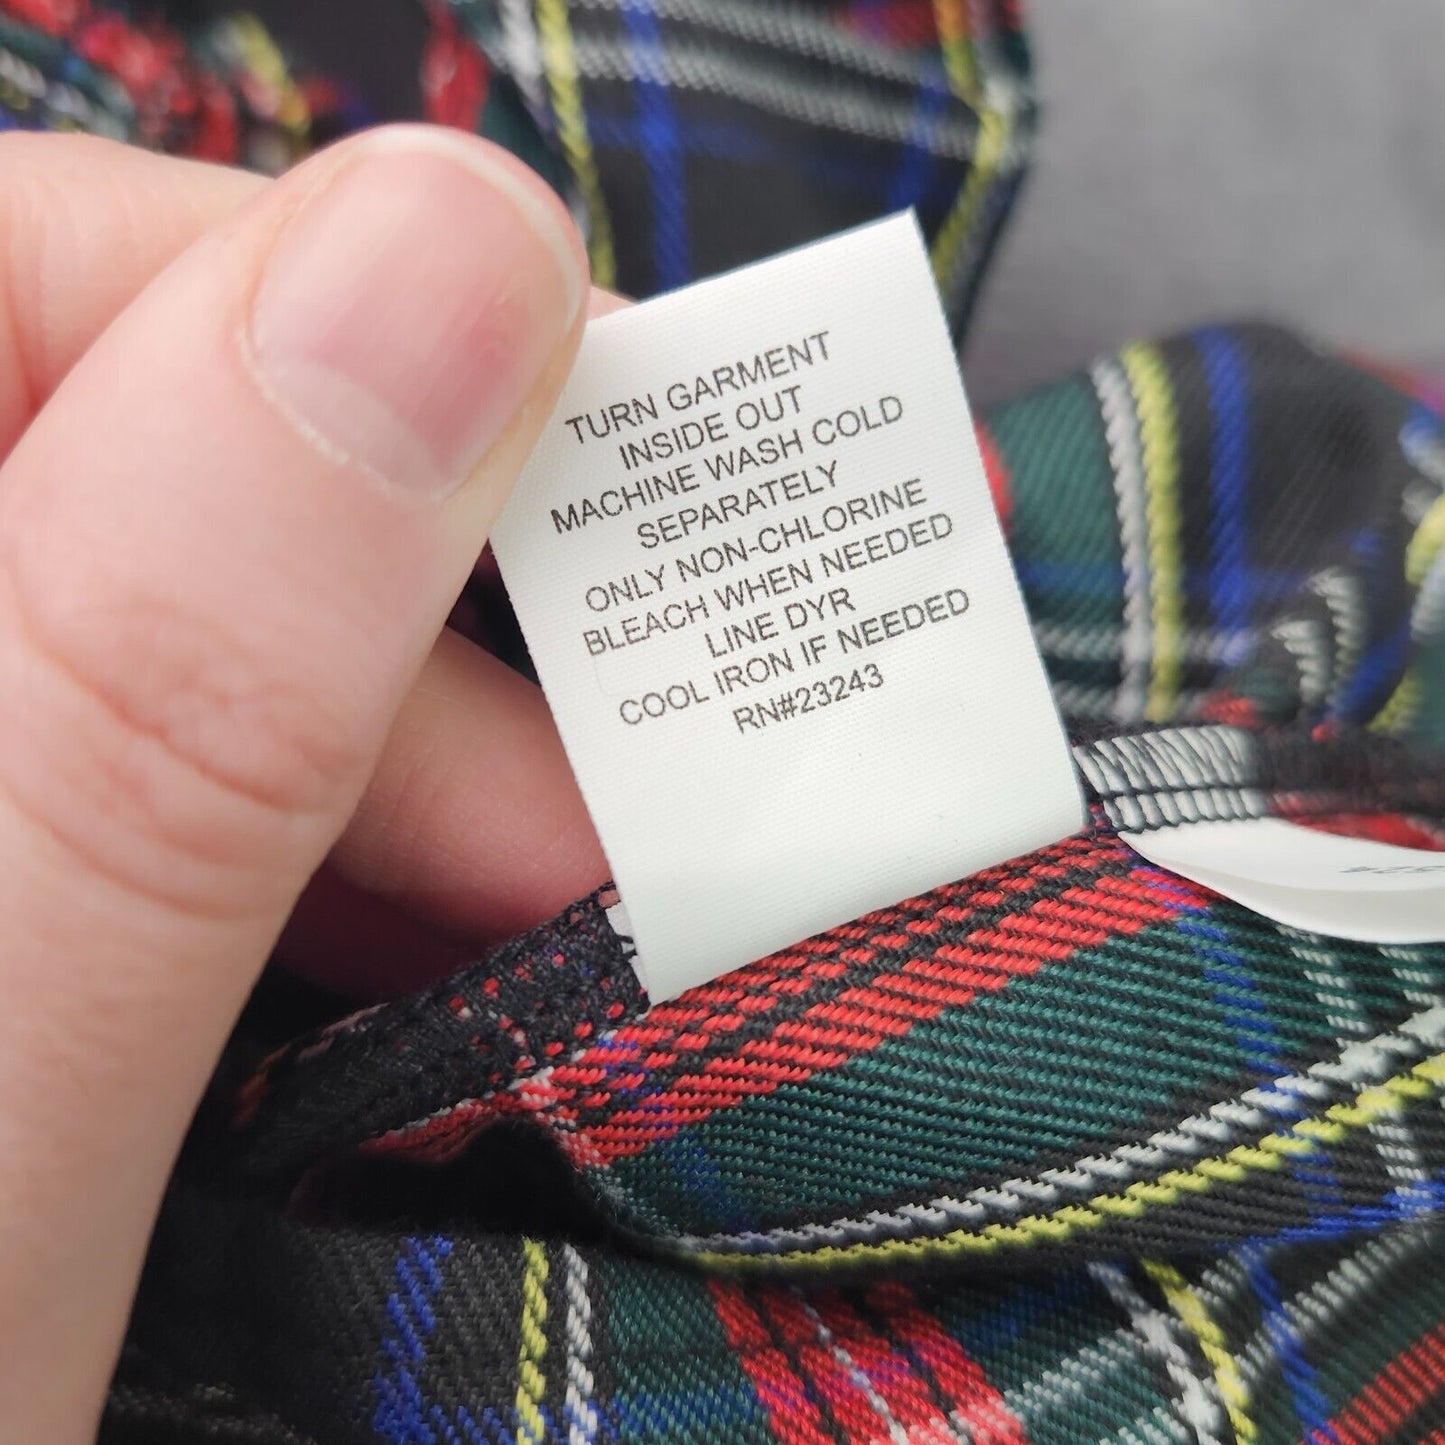 TURN GARMENT
INSIDE OUT
MACHINE WASH COLD
SEPARATELY
ONLY NON-CHLORINE
BLEACH WHEN NEEDED
LINE DYR
COOL IRON IF NEEDED
RN#23243